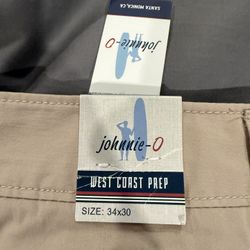 SANTA MONICA, CA
johnnie-O
johnnie-O
WEST COAST PREP
SIZE: 34x30